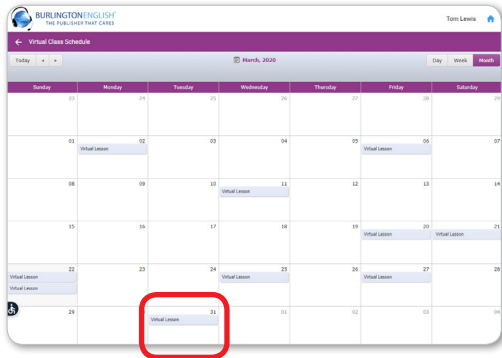 BURLINGTONENGLISH®
THE PUBLISHER THAT CARES
Tom Lewis
Virtual Class Schedule
Today
March, 2020
Day Week Month
Sunday Monday Tuesday Wednesday Thursday Friday Saturday
23 24 25 26 27 28 29
01 02 03 04 05 06 07
Virtual Lesson Virtual Lesson
08 09 10 11 12 13 14
Virtual Lesson
15 16 17 18 19 20 21
Virtual Lesson Virtual Lesson
22 23 24 25 26 27 28
Virtual Lesson Virtual Lesson Virtual Lesson
Virtual Lesson
29 31 01 02 03 04
Virtual Lesson